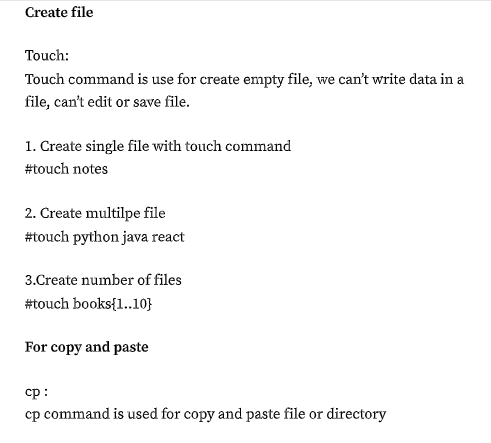 Create file
Touch:
Touch command is use for create empty file, we can't write data in a
file, can't edit or save file.
1. Create single file with touch command
#touch notes
2. Create multilpe file
#touch python java react
3.Create number of files
#touch books{1..10}
For copy and paste
cp :
cp command is used for copy and paste file or directory